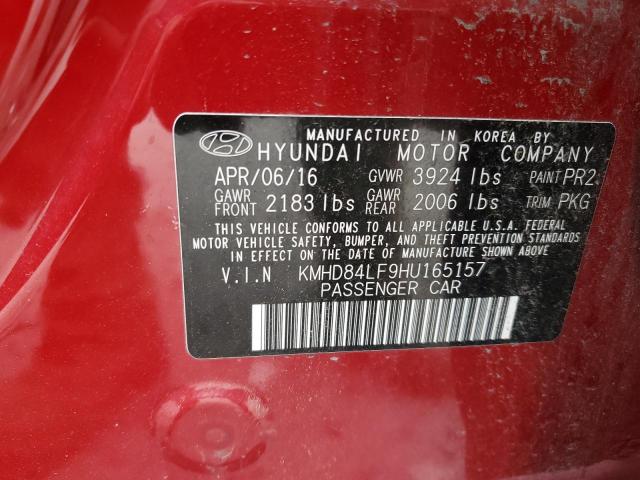 MANUFACTURED IN KOREA BY
HYUNDAI MOTOR COMPANY
APR/06/16 GVWR 3924 lbs PAINT PR2
GAWR FRONT 2183 lbs GAWR REAR 2006 lbs TRIM PKG
THIS VEHICLE CONFORMS TO ALL APPLICABLE U.S.A. FEDERAL
MOTOR VEHICLE SAFETY, BUMPER, AND THEFT PREVENTION STANDARDS
IN EFFECT ON THE DATE OF MANUFACTURE SHOWN ABOVE.
V.I.N KMHD84LF9HU165157
PASSENGER CAR